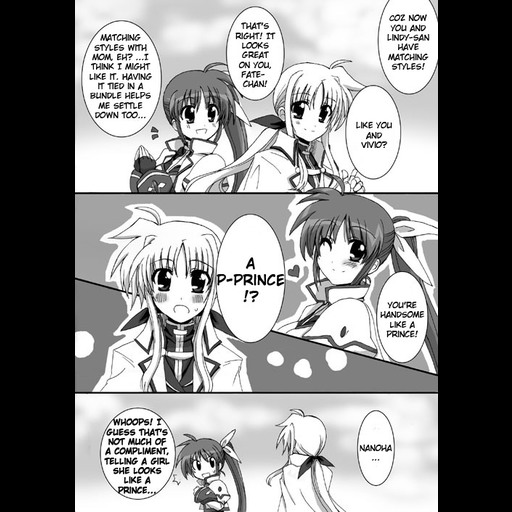 COZ NOW
YOU AND
LINDY-SAN
HAVE
MATCHING
STYLES!
LIKE YOU
AND
VIVIO?
THAT'S
RIGHT! IT
LOOKS
GREAT
ON YOU,
FATE-
CHAN!
MATCHING
STYLES WITH
MOM, EH? ...I
THINK I MIGHT
LIKE IT. HAVING
IT TIED IN A
BUNDLE HELPS
ME SETTLE
DOWN TOO...
YOU'RE
HANDSOME
LIKE A
PRINCE!
A
P-PRINCE
!?
NANOHA
...
WHOOPS! I
GUESS THAT'S
NOT MUCH OF
A COMPLIMENT,
TELLING A GIRL
SHE LOOKS
LIKE A
PRINCE...